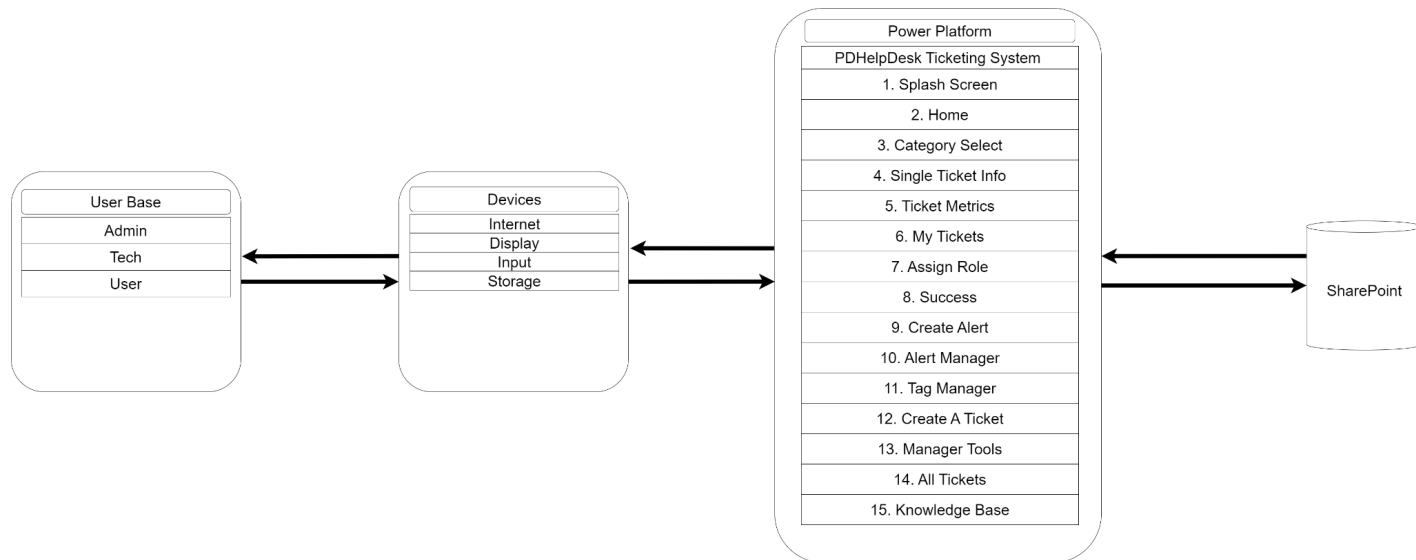 User Base
Admin
Tech
User
Devices
Internet
Display
Input
Storage
Power Platform
PDHelpDesk Ticketing System
1. Splash Screen
2. Home
3. Category Select
4. Single Ticket Info
5. Ticket Metrics
6. My Tickets
7. Assign Role
8. Success
9. Create Alert
10. Alert Manager
11. Tag Manager
12. Create A Ticket
13. Manager Tools
14. All Tickets
15. Knowledge Base
SharePoint